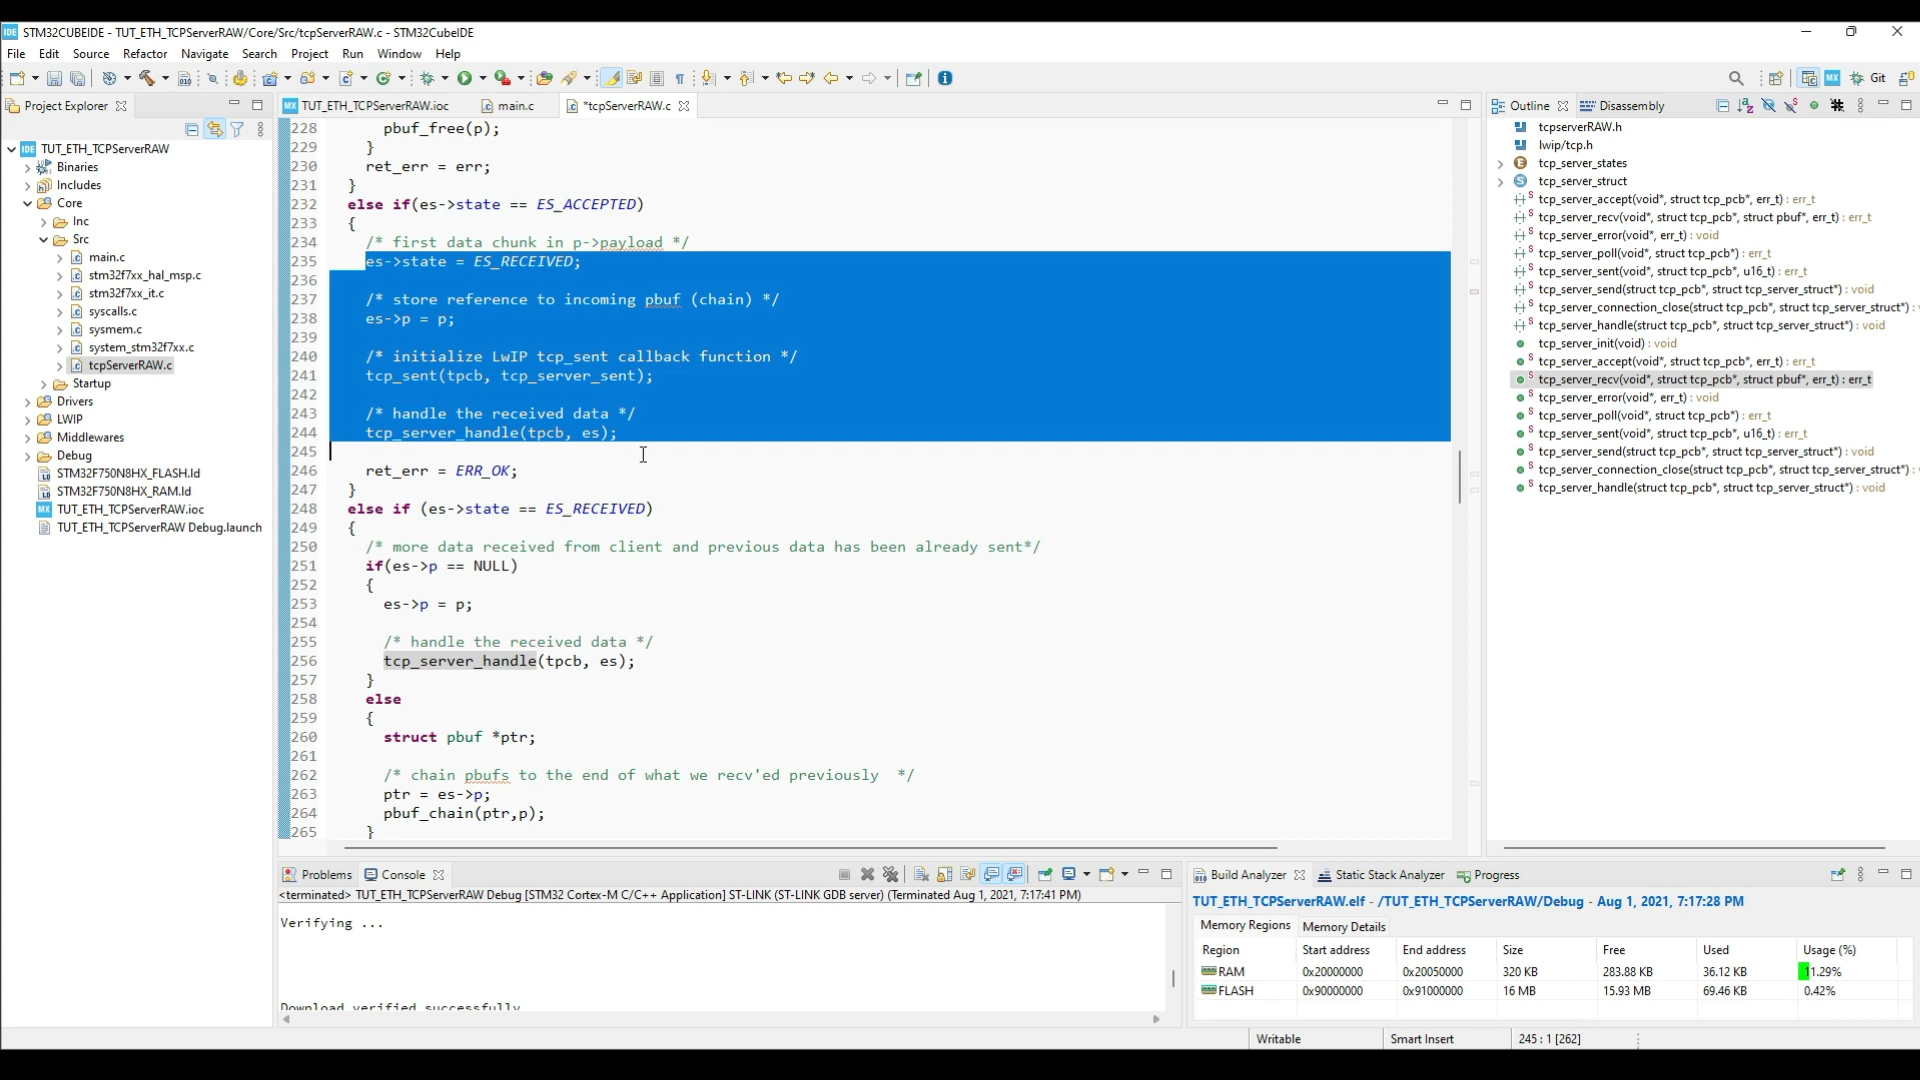 IDE STM32CUBEIDE - TUT_ETH_TCPServerRAW/Core/Src/tcpServerRAW.c - STM32CubeIDE
File Edit Source Refactor Navigate Search Project Run Window Help
Git
Project Explorer
TUT_ETH_TCPServerRAW
Binaries
Includes
Core
Inc
Src
main.c
stm32f7xx_hal_msp.c
stm32f7xx_it.c
syscalls.c
sysmem.c
system_stm32f7xx.c
tcpServerRAW.c
Startup
Drivers
LWIP
Middlewares
Debug
STM32F750N8HX_FLASH.ld
STM32F750N8HX_RAM.ld
TUT_ETH_TCPServerRAW.ioc
TUT_ETH_TCPServerRAW Debug.launch
MX TUT_ETH_TCPServerRAW.ioc main.c *tcpServerRAW.c
228 pbuf_free(p);
229 }
230 ret_err = err;
231 }
232 else if(es->state == ES_ACCEPTED)
233 {
234 /* first data chunk in p->payload */
235 es->state = ES_RECEIVED;
236
237 /* store reference to incoming pbuf (chain) */
238 es->p = p;
239
240 /* initialize LwIP tcp_sent callback function */
241 tcp_sent(tpcb, tcp_server_sent);
242
243 /* handle the received data */
244 tcp_server_handle(tpcb, es);
245
246 ret_err = ERR_OK;
247 }
248 else if (es->state == ES_RECEIVED)
249 {
250 /* more data received from client and previous data has been already sent*/
251 if(es->p == NULL)
252 {
253 es->p = p;
254
255 /* handle the received data */
256 tcp_server_handle(tpcb, es);
257 }
258 else
259 {
260 struct pbuf *ptr;
261
262 /* chain pbufs to the end of what we recv'ed previously */
263 ptr = es->p;
264 pbuf_chain(ptr,p);
265 }
Outline Disassembly
tcpserverRAW.h
lwip/tcp.h
tcp_server_states
tcp_server_struct
tcp_server_accept(void*, struct tcp_pcb*, err_t) : err_t
tcp_server_recv(void*, struct tcp_pcb*, struct pbuf*, err_t) : err_t
tcp_server_error(void*, err_t) : void
tcp_server_poll(void*, struct tcp_pcb*) : err_t
tcp_server_sent(void*, struct tcp_pcb*, u16_t) : err_t
tcp_server_send(struct tcp_pcb*, struct tcp_server_struct*) : void
tcp_server_connection_close(struct tcp_pcb*, struct tcp_server_struct*) :
tcp_server_handle(struct tcp_pcb*, struct tcp_server_struct*) : void
tcp_server_init(void) : void
tcp_server_accept(void*, struct tcp_pcb*, err_t) : err_t
tcp_server_recv(void*, struct tcp_pcb*, struct pbuf*, err_t) : err_t
tcp_server_error(void*, err_t) : void
tcp_server_poll(void*, struct tcp_pcb*) : err_t
tcp_server_sent(void*, struct tcp_pcb*, u16_t) : err_t
tcp_server_send(struct tcp_pcb*, struct tcp_server_struct*) : void
tcp_server_connection_close(struct tcp_pcb*, struct tcp_server_struct*) :
tcp_server_handle(struct tcp_pcb*, struct tcp_server_struct*) : void
Problems Console
<terminated> TUT_ETH_TCPServerRAW Debug [STM32 Cortex-M C/C++ Application] ST-LINK (ST-LINK GDB server) (Terminated Aug 1, 2021, 7:17:41 PM)
Verifying ...
Download verified successfully
Build Analyzer Static Stack Analyzer Progress
TUT_ETH_TCPServerRAW.elf - /TUT_ETH_TCPServerRAW/Debug - Aug 1, 2021, 7:17:28 PM
Memory Regions Memory Details
Region Start address End address Size Free Used Usage (%)
RAM 0x20000000 0x20050000 320 KB 283.88 KB 36.12 KB 11.29%
FLASH 0x90000000 0x91000000 16 MB 15.93 MB 69.46 KB 0.42%
Writable Smart Insert 245 : 1 [262]